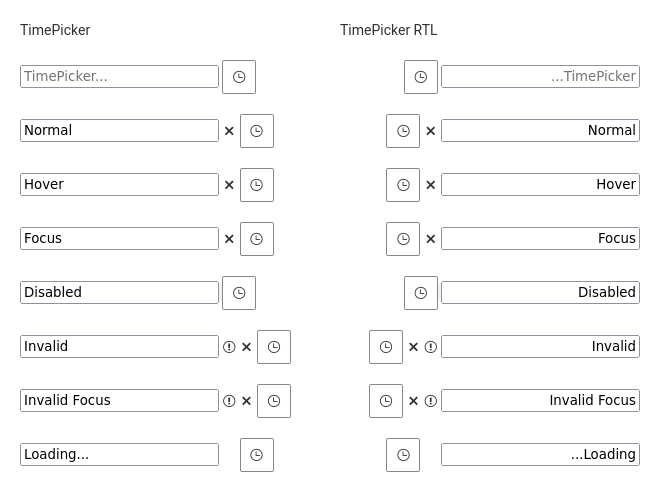 TimePicker
TimePicker...
Normal
Hover
Focus
Disabled
Invalid
Invalid Focus
Loading...
TimePicker RTL
...TimePicker
Normal
Hover
Focus
Disabled
Invalid
Invalid Focus
...Loading